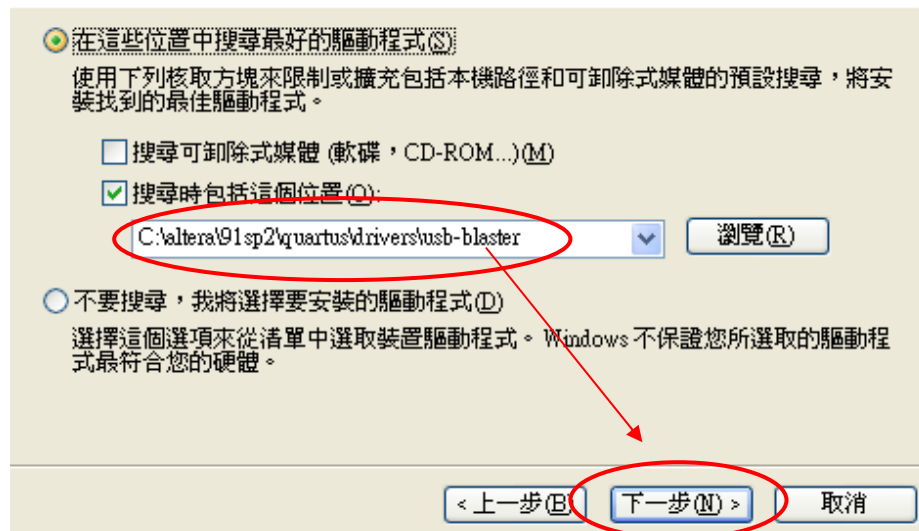 在這些位置中搜尋最好的驅動程式(S)
使用下列核取方塊來限制或擴充包括本機路徑和可卸除式媒體的預設搜尋,將安
裝找到的最佳驅動程式。
搜尋可卸除式媒體 (軟碟,CD-ROM...)(M)
搜尋時包括這個位置(O):
C:\altera\91sp2\quartus\drivers\usb-blaster 瀏覽(R)
不要搜尋,我將選擇要安裝的驅動程式(D)
選擇這個選項來從清單中選取裝置驅動程式。Windows 不保證您所選取的驅動程
式最符合您的硬體。
< 上一步(B) 下一步(N) > 取消